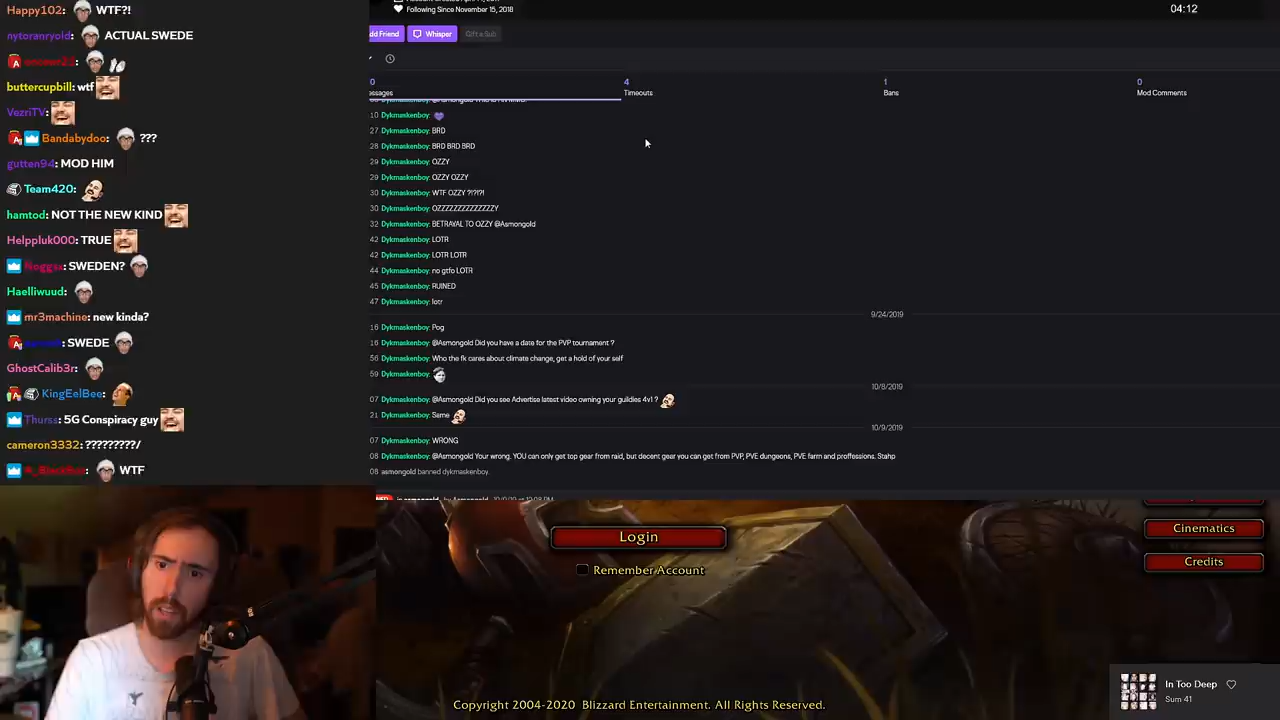 Happy102: WTF?!
nytoranryoid: ACTUAL SWEDE
buttercupbill: wtf
VezriTV:
Bandabydoo: ???
gutten94: MOD HIM
Team420:
hamtod: NOT THE NEW KIND
Helppluk000: TRUE
Noggsx: SWEDEN?
Haelliwuud:
mr3machine: new kinda?
SWEDE
GhostCalib3r:
KingEelBee:
Thurss: 5G Conspiracy guy
cameron3332: ?????????/
WTF
Following Since November 15, 2018
04:12
dd Friend
Whisper
Gift a Sub
0
4
1
0
ssages
Timeouts
Bans
Mod Comments
10 Dykmaskenboy:
27 Dykmaskenboy: BRD
28 Dykmaskenboy: BRD BRD BRD
29 Dykmaskenboy: OZZY
29 Dykmaskenboy: OZZY OZZY
30 Dykmaskenboy: WTF OZZY ?!?!?!
30 Dykmaskenboy: OZZZZZZZZZZZZZY
32 Dykmaskenboy: BETRAYAL TO OZZY @Asmongold
42 Dykmaskenboy: LOTR
42 Dykmaskenboy: LOTR LOTR
44 Dykmaskenboy: no gtfo LOTR
45 Dykmaskenboy: RUINED
47 Dykmaskenboy: lotr
9/24/2019
16 Dykmaskenboy: Pog
16 Dykmaskenboy: @Asmongold Did you have a date for the PVP tournament ?
56 Dykmaskenboy: Who the fk cares about climate change, get a hold of your self
59 Dykmaskenboy:
10/8/2019
07 Dykmaskenboy: @Asmongold Did you see Advertise latest video owning your guildies 4v1 ?
21 Dykmaskenboy: Same
10/9/2019
07 Dykmaskenboy: WRONG
08 Dykmaskenboy: @Asmongold Your wrong. YOU can only get top gear from raid, but decent gear you can get from PVP, PVE dungeons, PVE farm and proffessions. Stahp
08 asmongold banned dykmaskenboy.
Login
Remember Account
Cinematics
Credits
Copyright 2004-2020 Blizzard Entertainment. All Rights Reserved.
In Too Deep
Sum 41